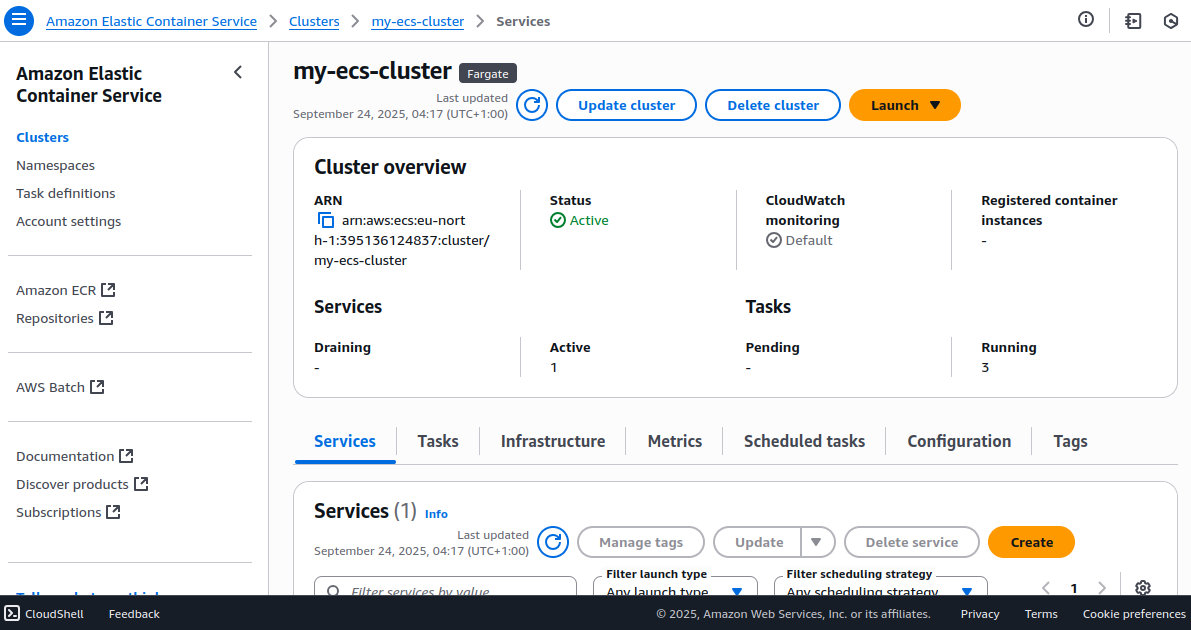 Amazon Elastic Container Service > Clusters > my-ecs-cluster > Services
Amazon Elastic
Container Service
Clusters
Namespaces
Task definitions
Account settings
Amazon ECR
Repositories
AWS Batch
Documentation
Discover products
Subscriptions
my-ecs-cluster Fargate
Last updated
September 24, 2025, 04:17 (UTC+1:00)
Update cluster
Delete cluster
Launch
Cluster overview
ARN
arn:aws:ecs:eu-nort
h-1:395136124837:cluster/
my-ecs-cluster
Status
Active
CloudWatch
monitoring
Default
Registered container
instances
-
Services
Draining
-
Active
1
Tasks
Pending
-
Running
3
Services Tasks Infrastructure Metrics Scheduled tasks Configuration Tags
Services (1) Info
Last updated
September 24, 2025, 04:17 (UTC+1:00)
Manage tags
Update
Delete service
Create
Filter services by value
Filter launch type
Any launch type
Filter scheduling strategy
Any scheduling strategy
1
CloudShell Feedback © 2025, Amazon Web Services, Inc. or its affiliates. Privacy Terms Cookie preferences